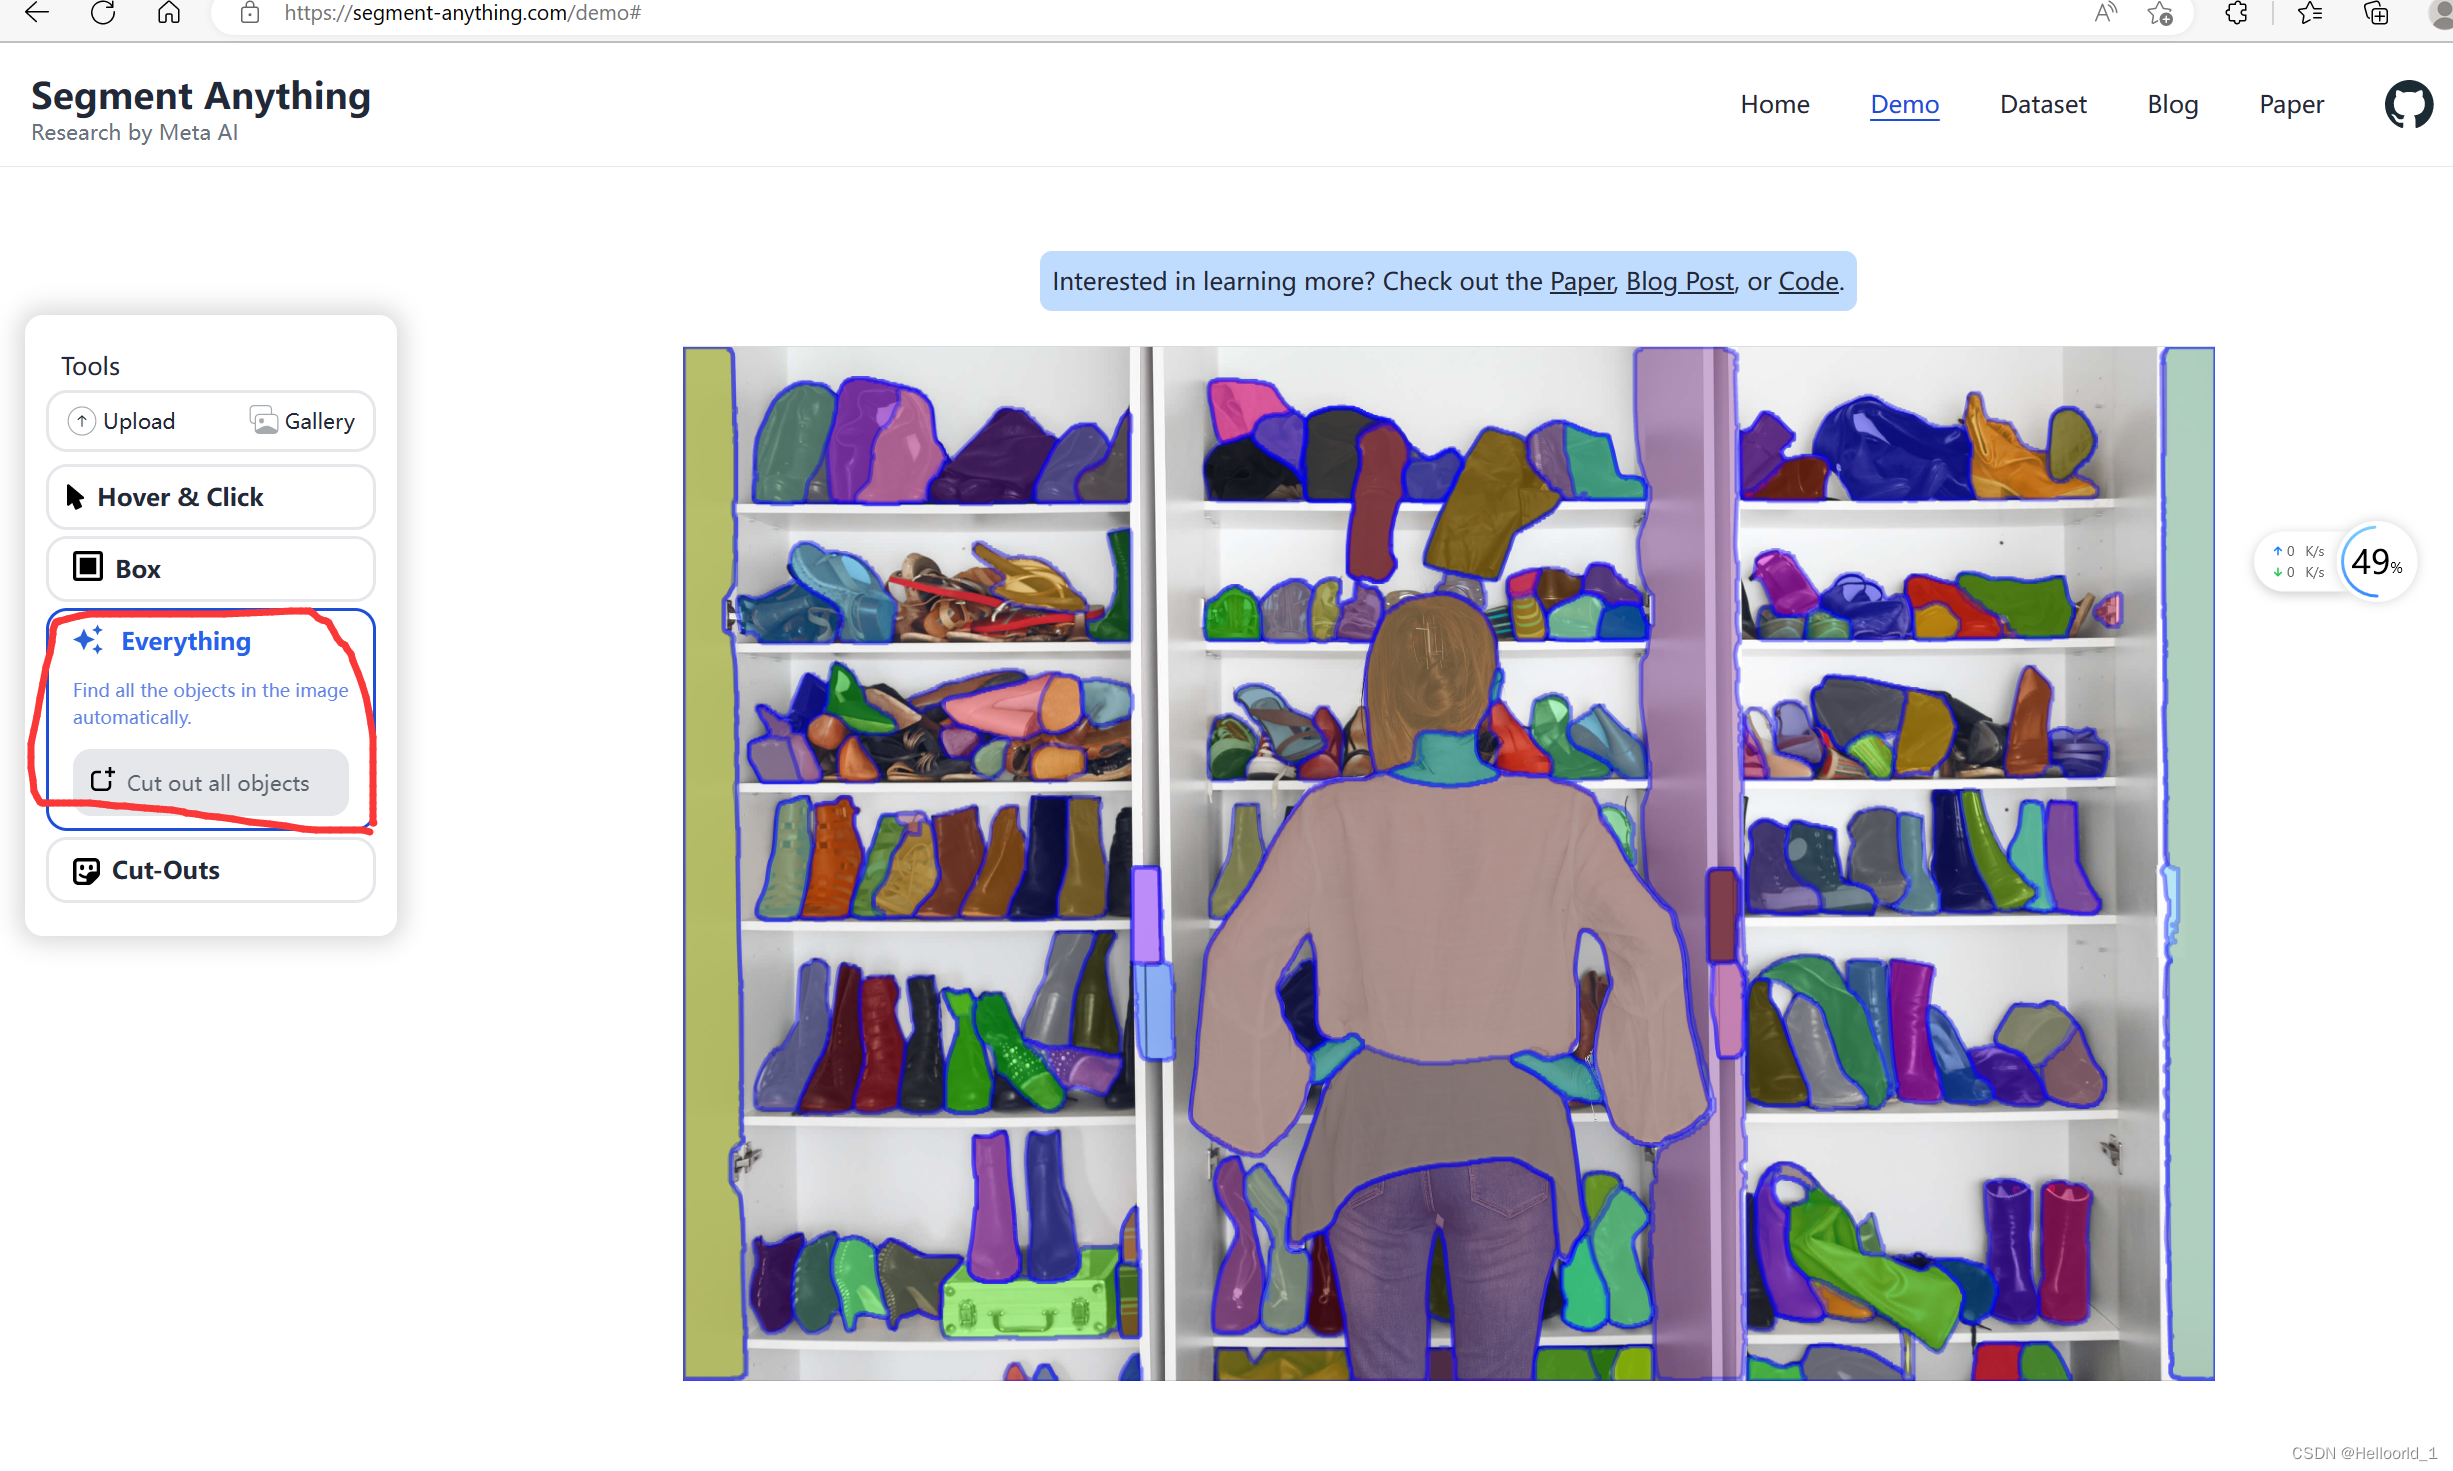 https://segment-anything.com/demo#
Segment Anything
Research by Meta AI
Home Demo Dataset Blog Paper
Interested in learning more? Check out the Paper, Blog Post, or Code.
Tools
Upload Gallery
Hover & Click
Box
Everything
Find all the objects in the image
automatically.
Cut out all objects
Cut-Outs
0 K/s
0 K/s
49%
CSDN @Helloorld_1